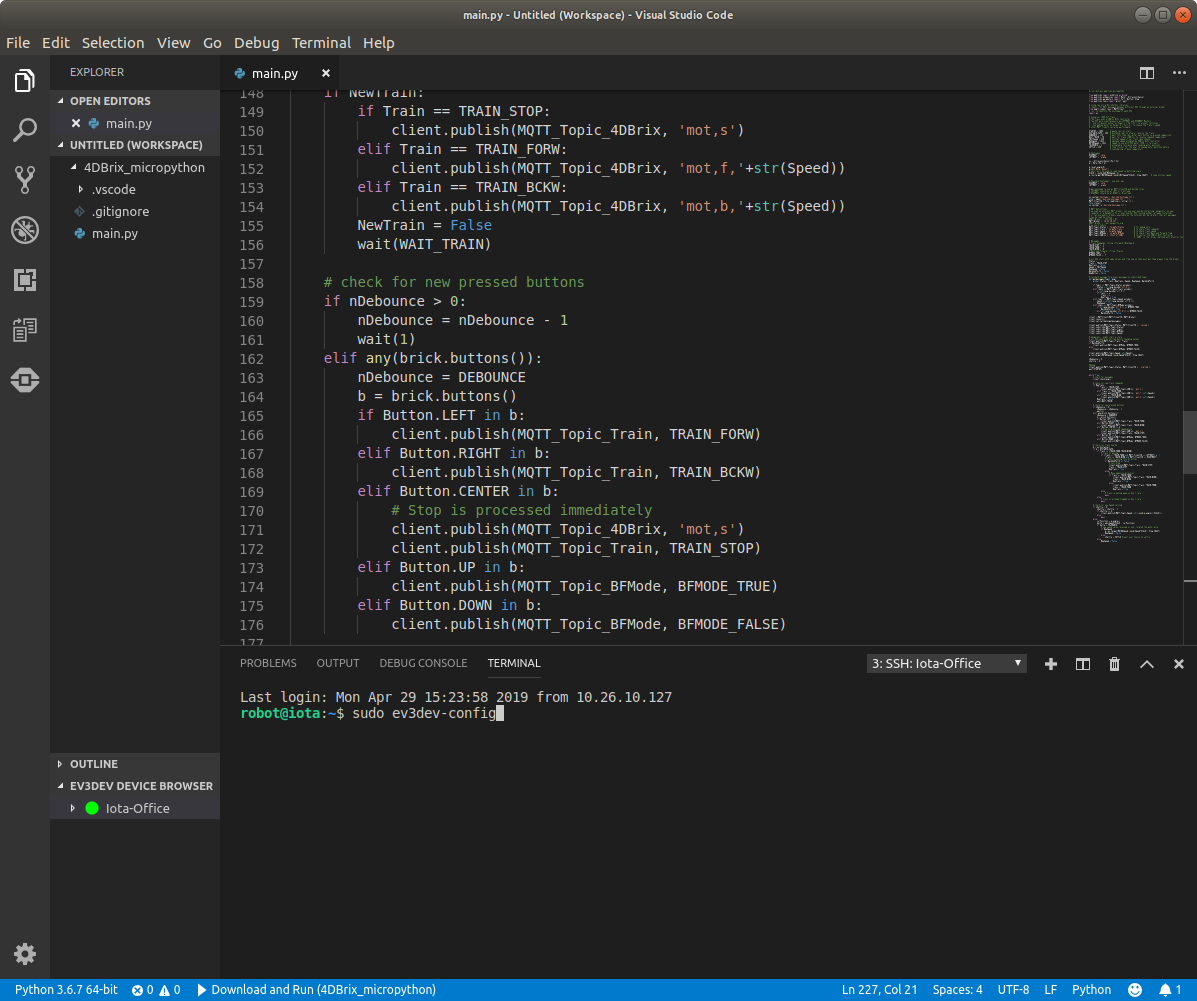 main.py - Untitled (Workspace) - Visual Studio Code
File Edit Selection View Go Debug Terminal Help
EXPLORER
OPEN EDITORS
main.py
UNTITLED (WORKSPACE)
4DBrix_micropython
.vscode
.gitignore
main.py
OUTLINE
EV3DEV DEVICE BROWSER
Iota-Office
main.py
148 if NewTrain:
149 if Train == TRAIN_STOP:
150 client.publish(MQTT_Topic_4DBrix, 'mot,s')
151 elif Train == TRAIN_FORW:
152 client.publish(MQTT_Topic_4DBrix, 'mot,f,'+str(Speed))
153 elif Train == TRAIN_BCKW:
154 client.publish(MQTT_Topic_4DBrix, 'mot,b,'+str(Speed))
155 NewTrain = False
156 wait(WAIT_TRAIN)
157
158 # check for new pressed buttons
159 if nDebounce > 0:
160 nDebounce = nDebounce - 1
161 wait(1)
162 elif any(brick.buttons()):
163 nDebounce = DEBOUNCE
164 b = brick.buttons()
165 if Button.LEFT in b:
166 client.publish(MQTT_Topic_Train, TRAIN_FORW)
167 elif Button.RIGHT in b:
168 client.publish(MQTT_Topic_Train, TRAIN_BCKW)
169 elif Button.CENTER in b:
170 # Stop is processed immediately
171 client.publish(MQTT_Topic_4DBrix, 'mot,s')
172 client.publish(MQTT_Topic_Train, TRAIN_STOP)
173 elif Button.UP in b:
174 client.publish(MQTT_Topic_BFMode, BFMODE_TRUE)
175 elif Button.DOWN in b:
176 client.publish(MQTT_Topic_BFMode, BFMODE_FALSE)
177
PROBLEMS OUTPUT DEBUG CONSOLE TERMINAL 3: SSH: Iota-Office
Last login: Mon Apr 29 15:23:58 2019 from 10.26.10.127
robot@iota:~$ sudo ev3dev-config
Python 3.6.7 64-bit 0 0 Download and Run (4DBrix_micropython) Ln 227, Col 21 Spaces: 4 UTF-8 LF Python 1